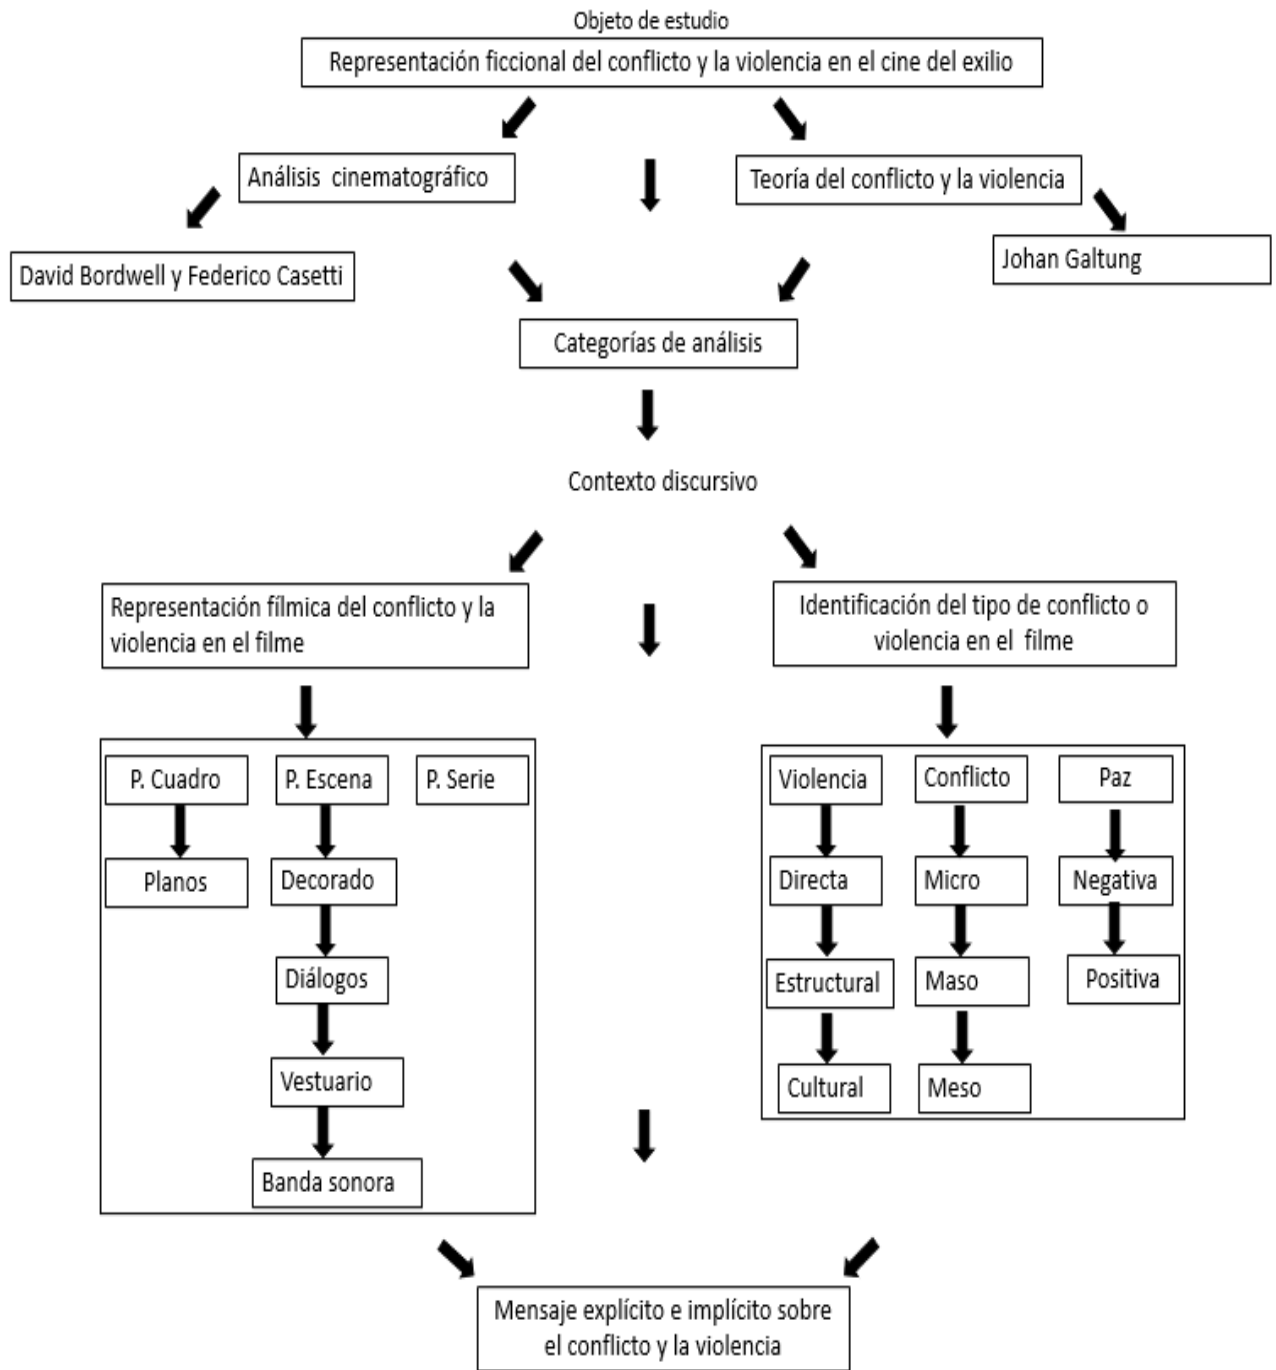 Objeto de estudio
Representación ficcional del conflicto y la violencia en el cine del exilio
Análisis cinematográfico
Teoría del conflicto y la violencia
David Bordwell y Federico Casetti
Johan Galtung
Categorías de análisis
Contexto discursivo
Representación fílmica del conflicto y la
violencia en el filme
Identificación del tipo de conflicto o
violencia en el filme
P. Cuadro
P. Escena
P. Serie
Planos
Decorado
Diálogos
Vestuario
Banda sonora
Violencia
Conflicto
Paz
Directa
Micro
Negativa
Estructural
Maso
Positiva
Cultural
Meso
Mensaje explícito e implícito sobre
el conflicto y la violencia